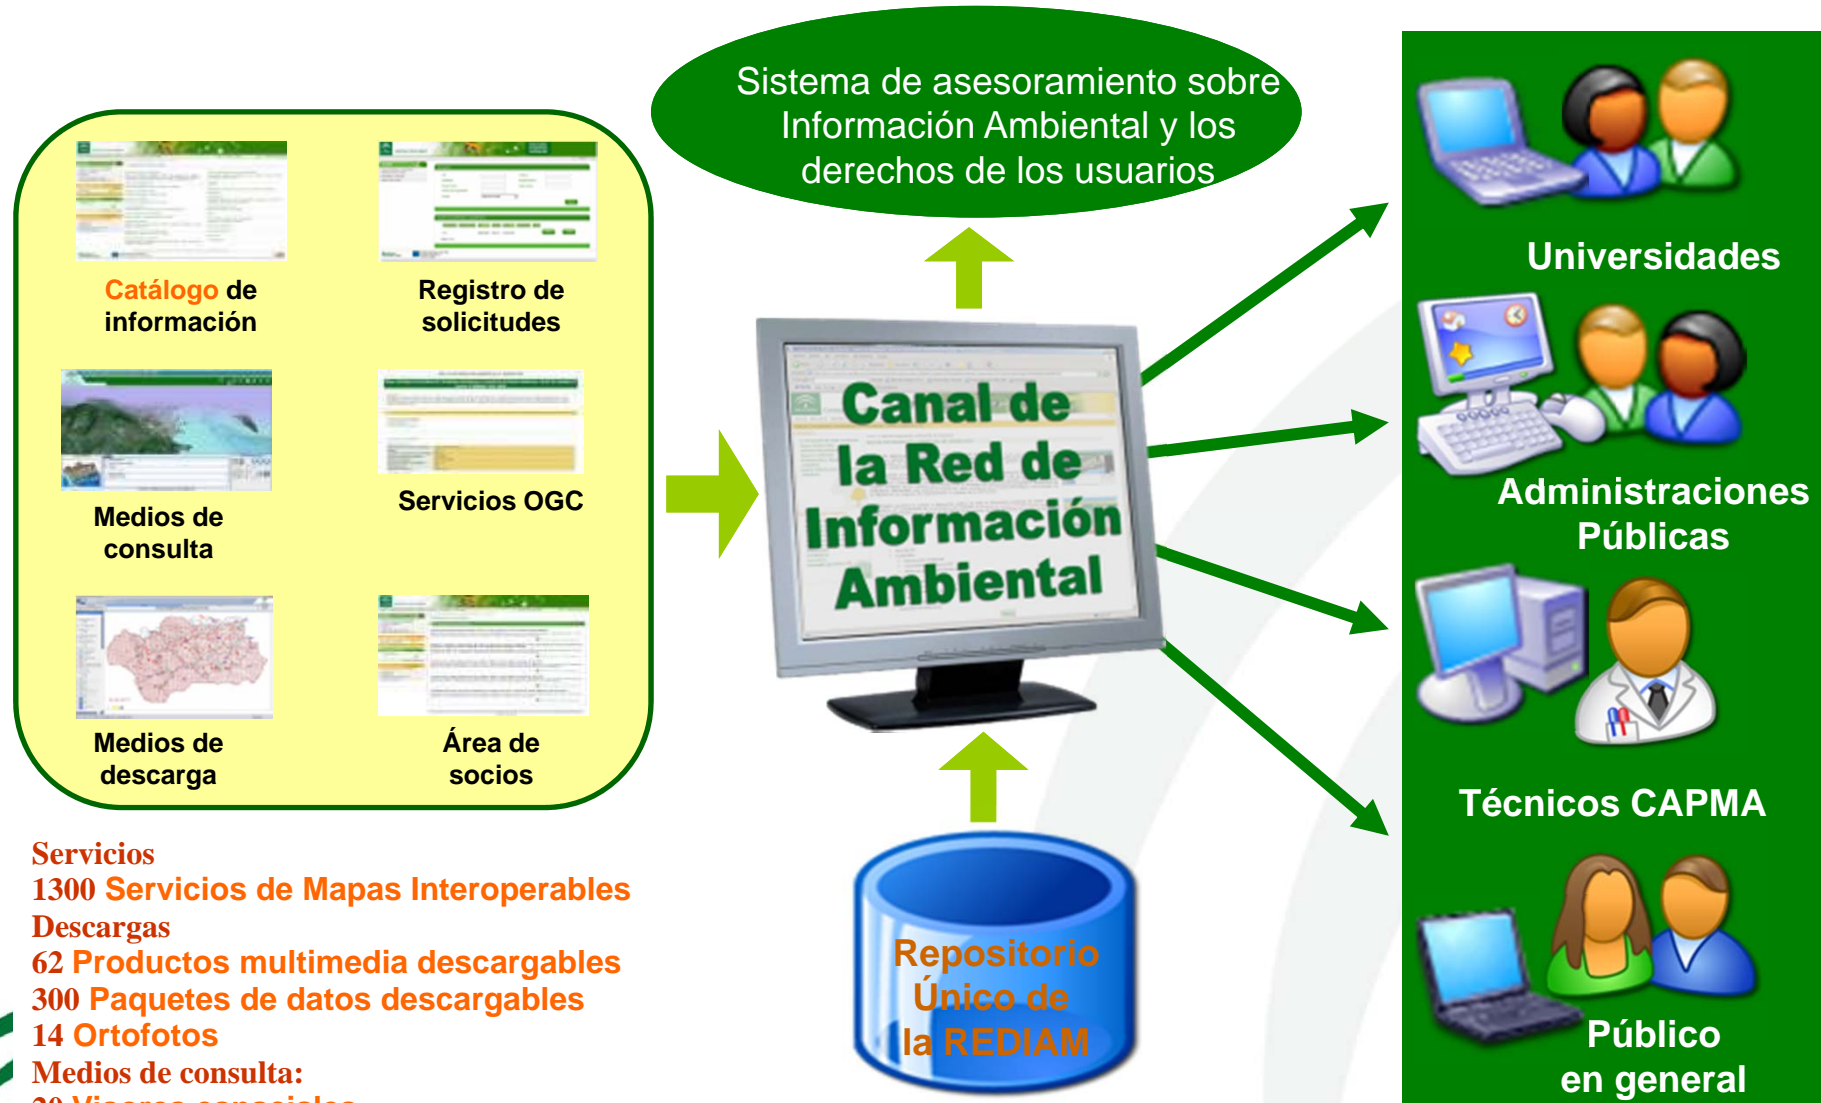 Sistema de asesoramiento sobre
Información Ambiental y los
derechos de los usuarios
Catálogo de
información
Registro de
solicitudes
Medios de
consulta
Servicios OGC
Medios de
descarga
Área de
socios
Canal de
la Red de
Información
Ambiental
Repositorio
Único de
la REDIAM
Universidades
Administraciones
Públicas
Técnicos CAPMA
Público
en general
Servicios
1300 Servicios de Mapas Interoperables
Descargas
62 Productos multimedia descargables
300 Paquetes de datos descargables
14 Ortofotos
Medios de consulta: